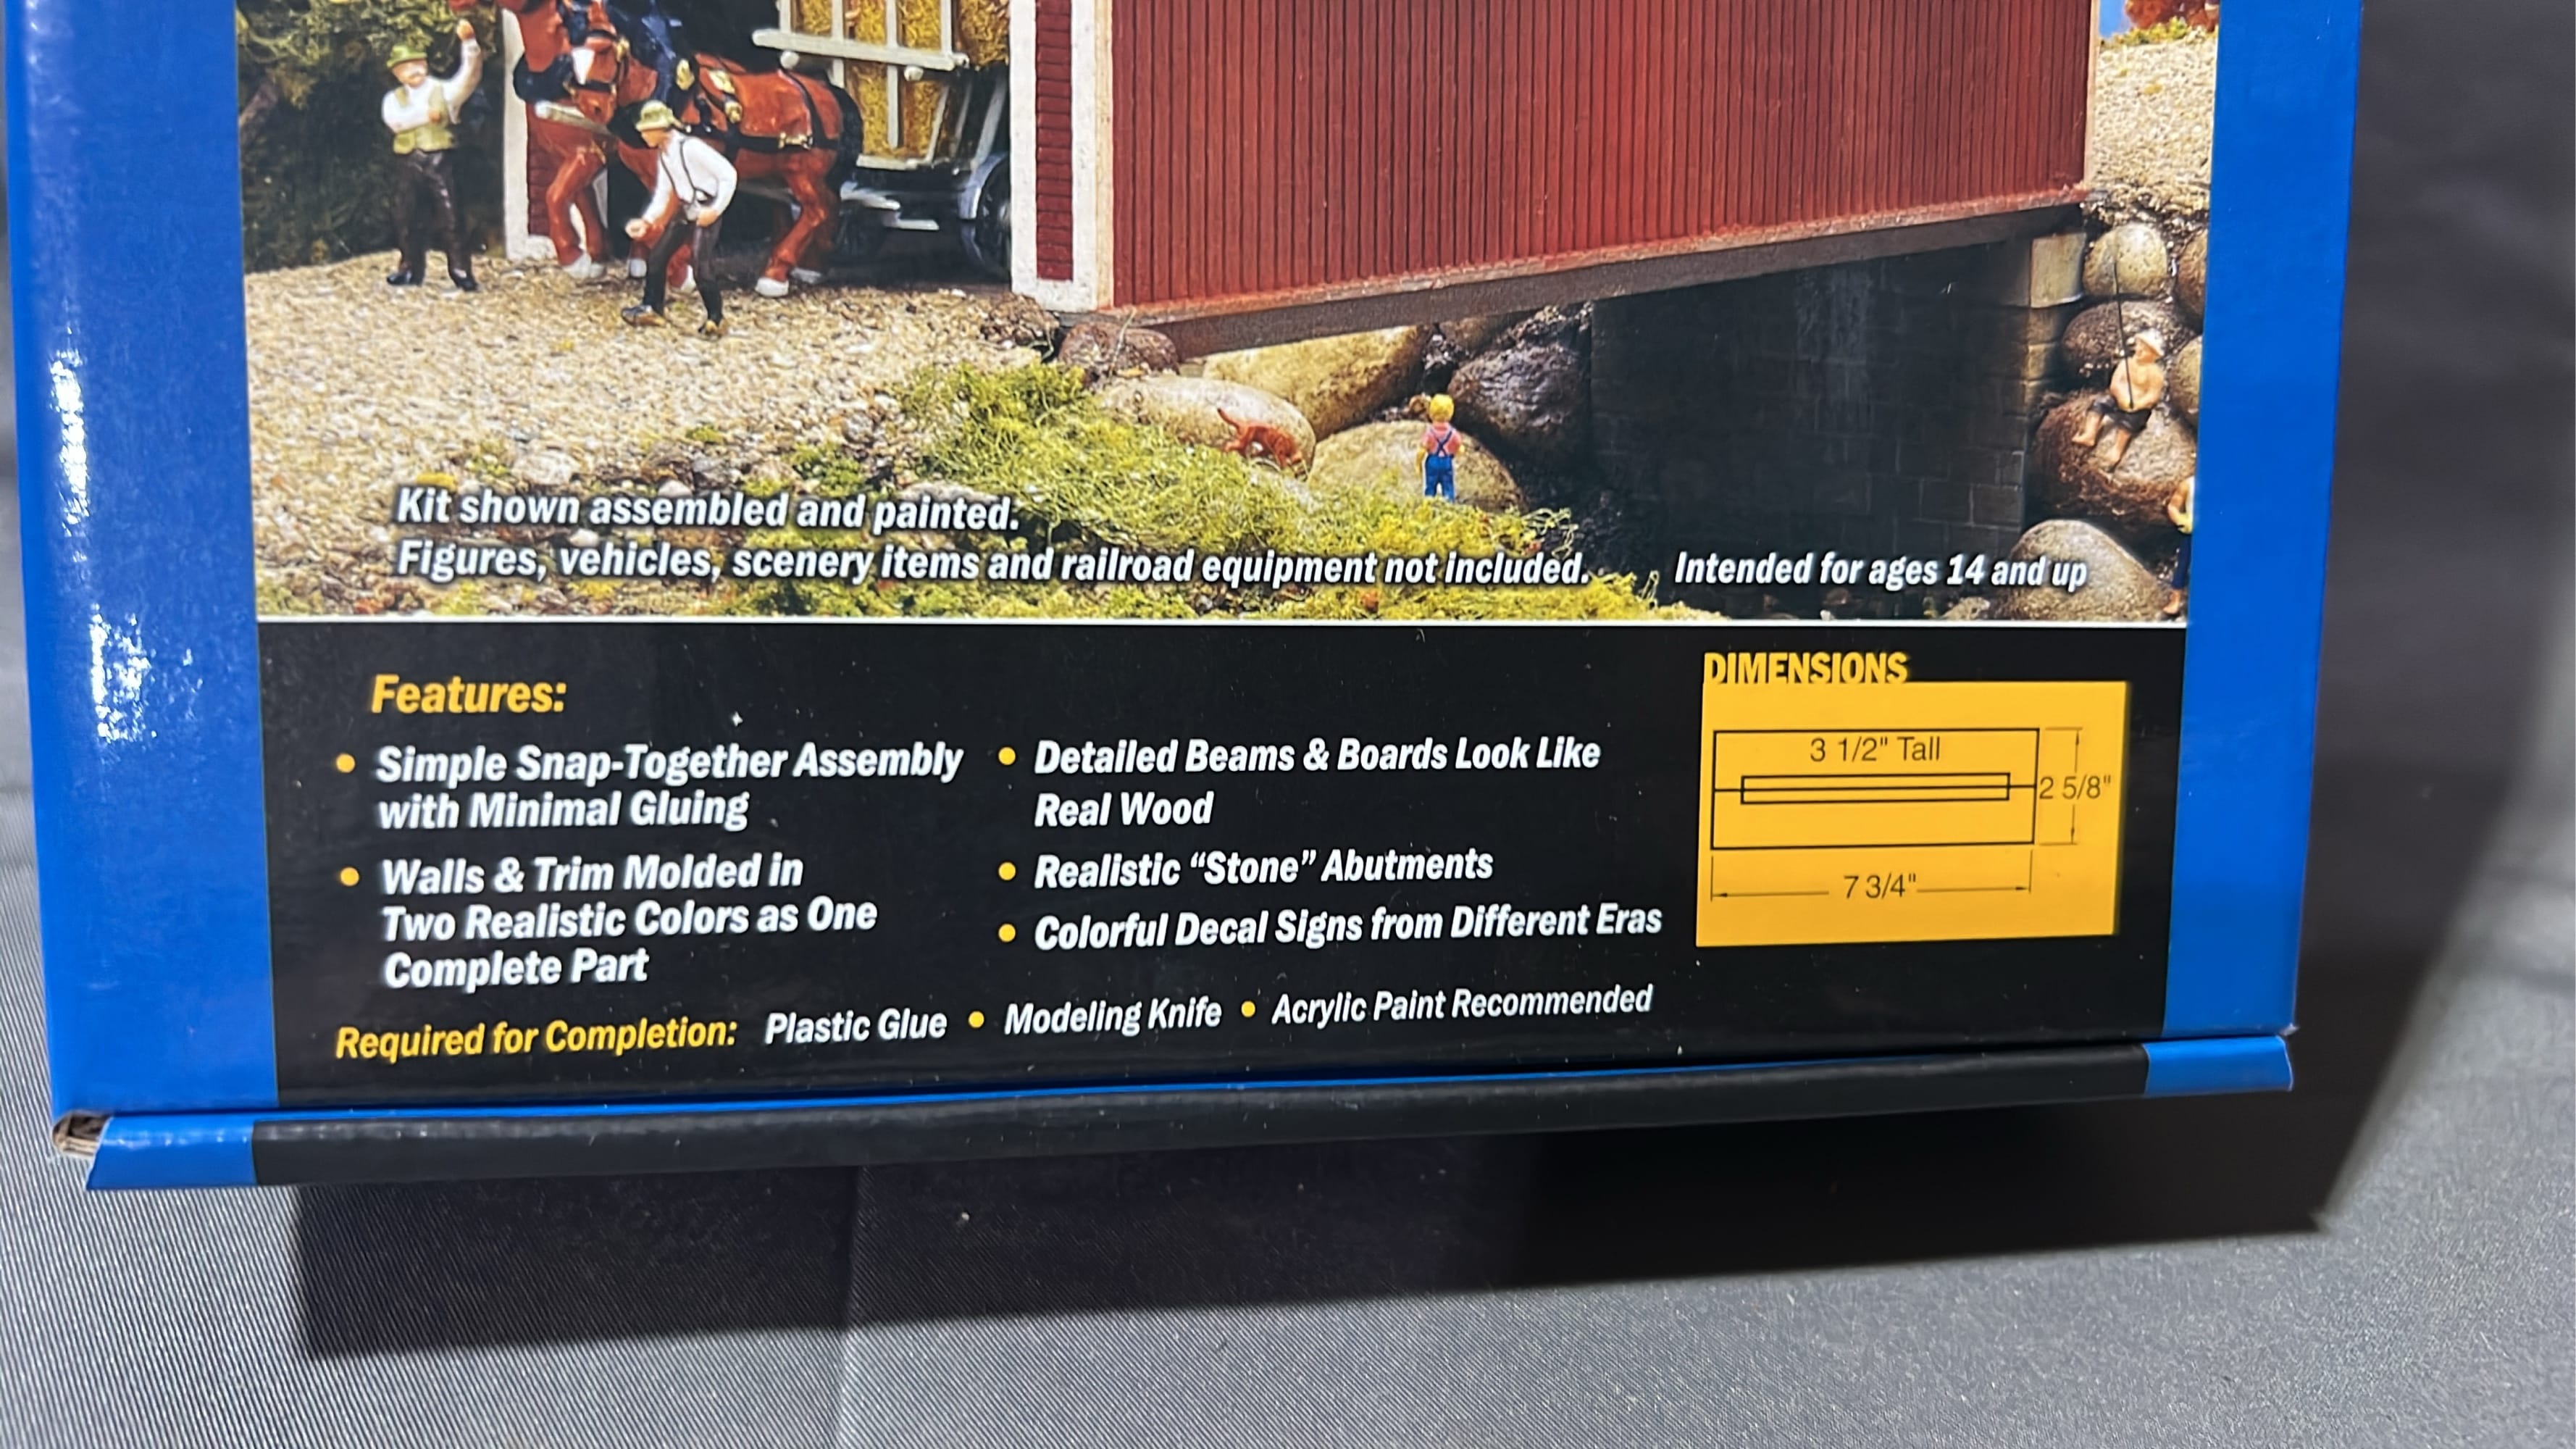 Kit shown assembled and painted.
Figures, vehicles, scenery items and railroad equipment not included.
Intended for ages 14 and up
Features:
• Simple Snap-Together Assembly
with Minimal Gluing
• Walls & Trim Molded in
Two Realistic Colors as One
Complete Part
• Detailed Beams & Boards Look Like
Real Wood
• Realistic “Stone” Abutments
• Colorful Decal Signs from Different Eras
Required for Completion: Plastic Glue • Modeling Knife • Acrylic Paint Recommended
DIMENSIONS
3 1/2" Tall
2 5/8"
7 3/4"